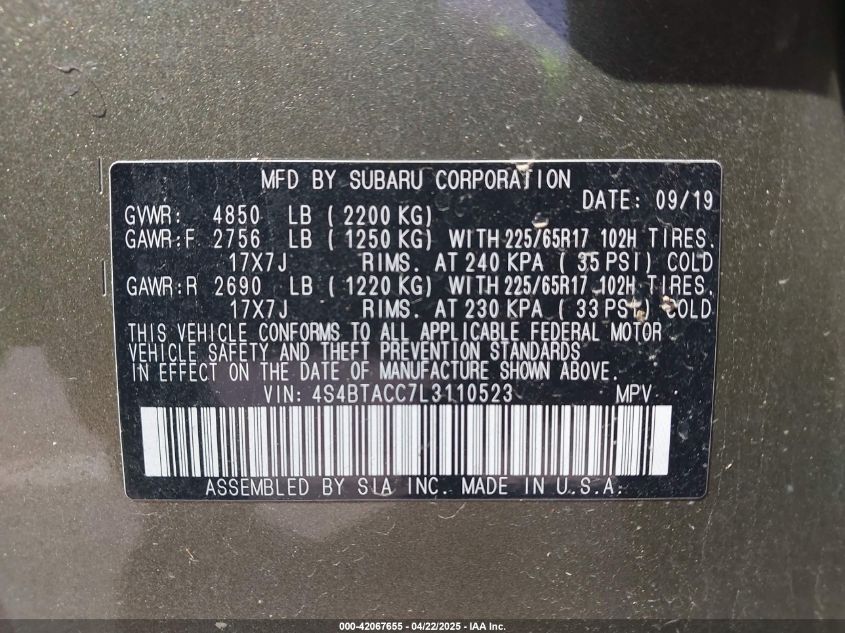 MFD BY SUBARU CORPORATION
DATE: 09/19
GVWR: 4850 LB (2200 KG)
GAWR:F 2756 LB (1250 KG) WITH 225/65R17 102H TIRES.
17X7J RIMS. AT 240 KPA ( 35 PSI) COLD
GAWR:R 2690 LB (1220 KG) WITH 225/65R17 102H TIRES.
17X7J RIMS. AT 230 KPA ( 33 PSI) COLD
THIS VEHICLE CONFORMS TO ALL APPLICABLE FEDERAL MOTOR
VEHICLE SAFETY AND THEFT PREVENTION STANDARDS
IN EFFECT ON THE DATE OF MANUFACTURE SHOWN ABOVE.
VIN: 4S4BTACC7L3110523 MPV
ASSEMBLED BY SIA INC. MADE IN U.S.A.
000-42067655 - 04/22/2025 - IAA Inc.